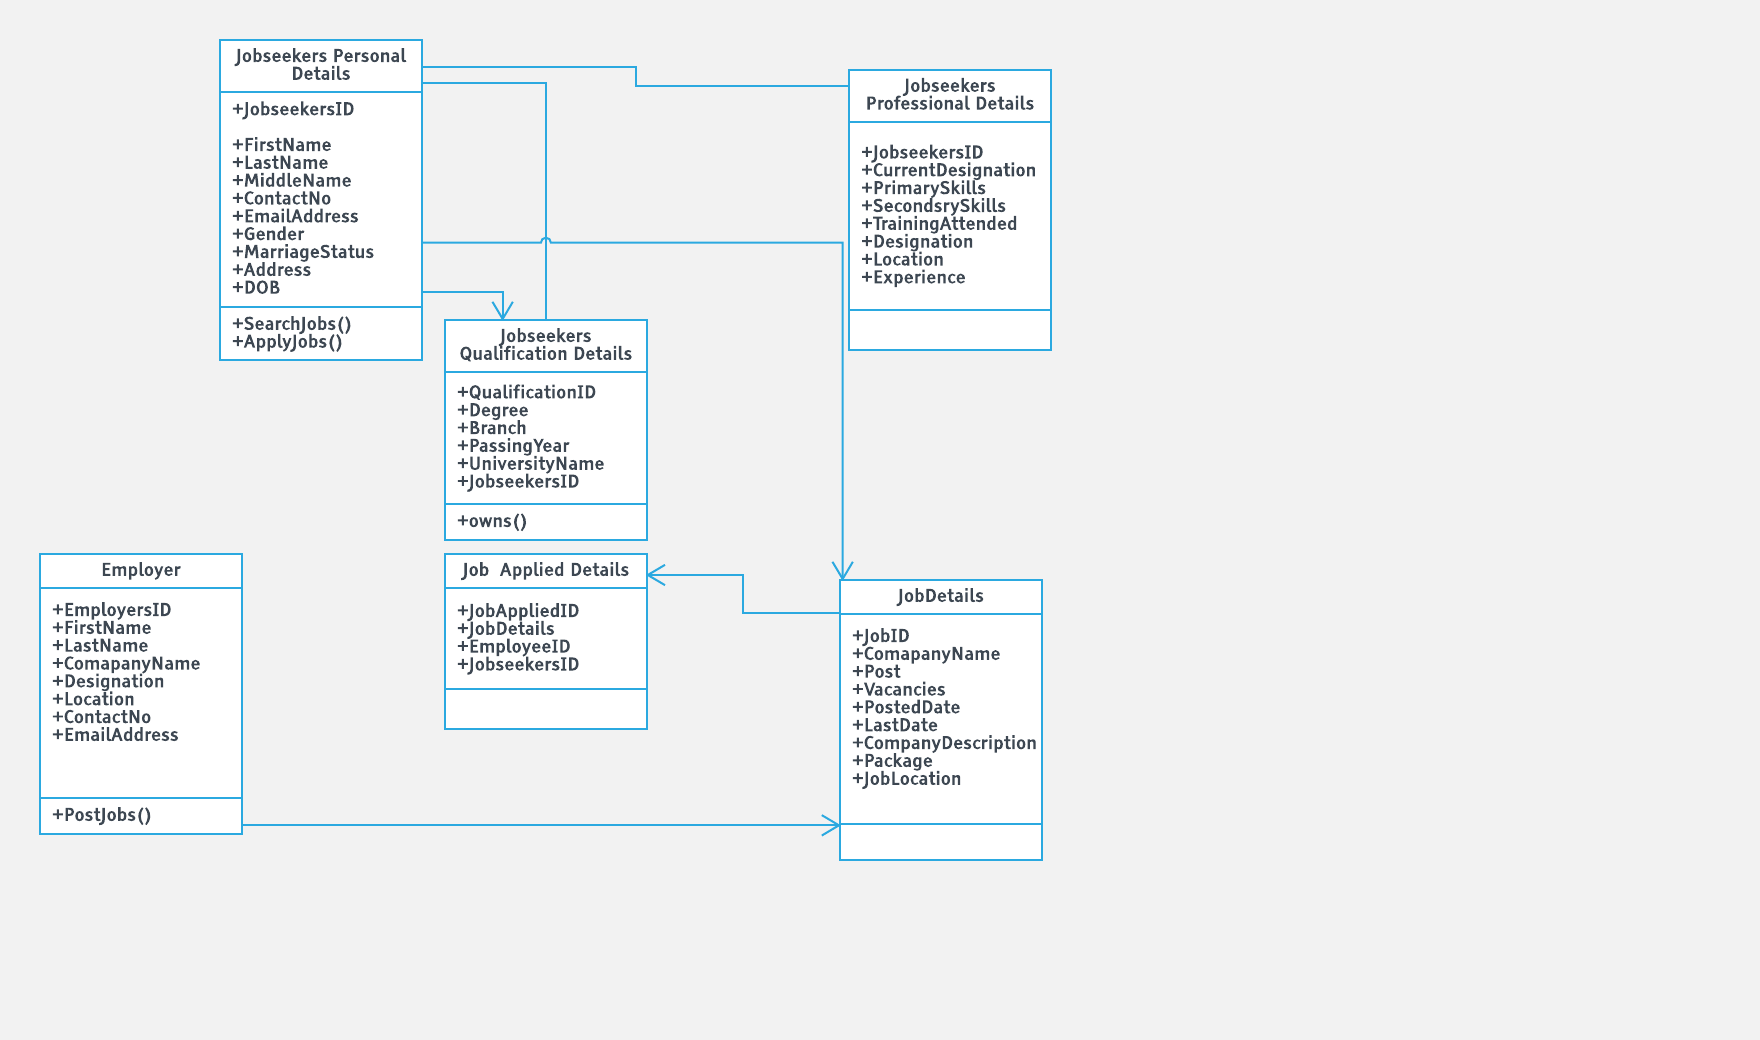 Jobseekers Personal
Details
+JobseekersID
+FirstName
+LastName
+MiddleName
+ContactNo
+EmailAddress
+Gender
+MarriageStatus
+Address
+DOB
+SearchJobs()
+ApplyJobs()
Jobseekers
Professional Details
+JobseekersID
+CurrentDesignation
+PrimarySkills
+SecondsrySkills
+TrainingAttended
+Designation
+Location
+Experience
Jobseekers
Qualification Details
+QualificationID
+Degree
+Branch
+PassingYear
+UniversityName
+JobseekersID
+owns()
Employer
+EmployersID
+FirstName
+LastName
+ComapanyName
+Designation
+Location
+ContactNo
+EmailAddress
+PostJobs()
Job  Applied Details
+JobAppliedID
+JobDetails
+EmployeeID
+JobseekersID
JobDetails
+JobID
+ComapanyName
+Post
+Vacancies
+PostedDate
+LastDate
+CompanyDescription
+Package
+JobLocation